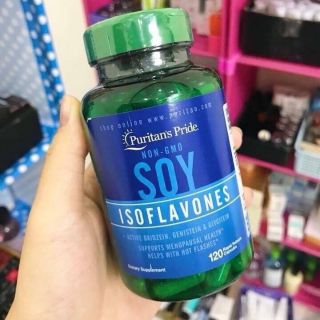 shop online www.puritan.com
Puritan's Pride
NON-GMO
SOY
ISOFLAVONES
• ACTIVE DAIDZEIN, GENISTEIN & GLYCITEIN
SUPPORTS MENOPAUSAL HEALTH**
HELPS WITH HOT FLASHES**
Dietary Supplement
120